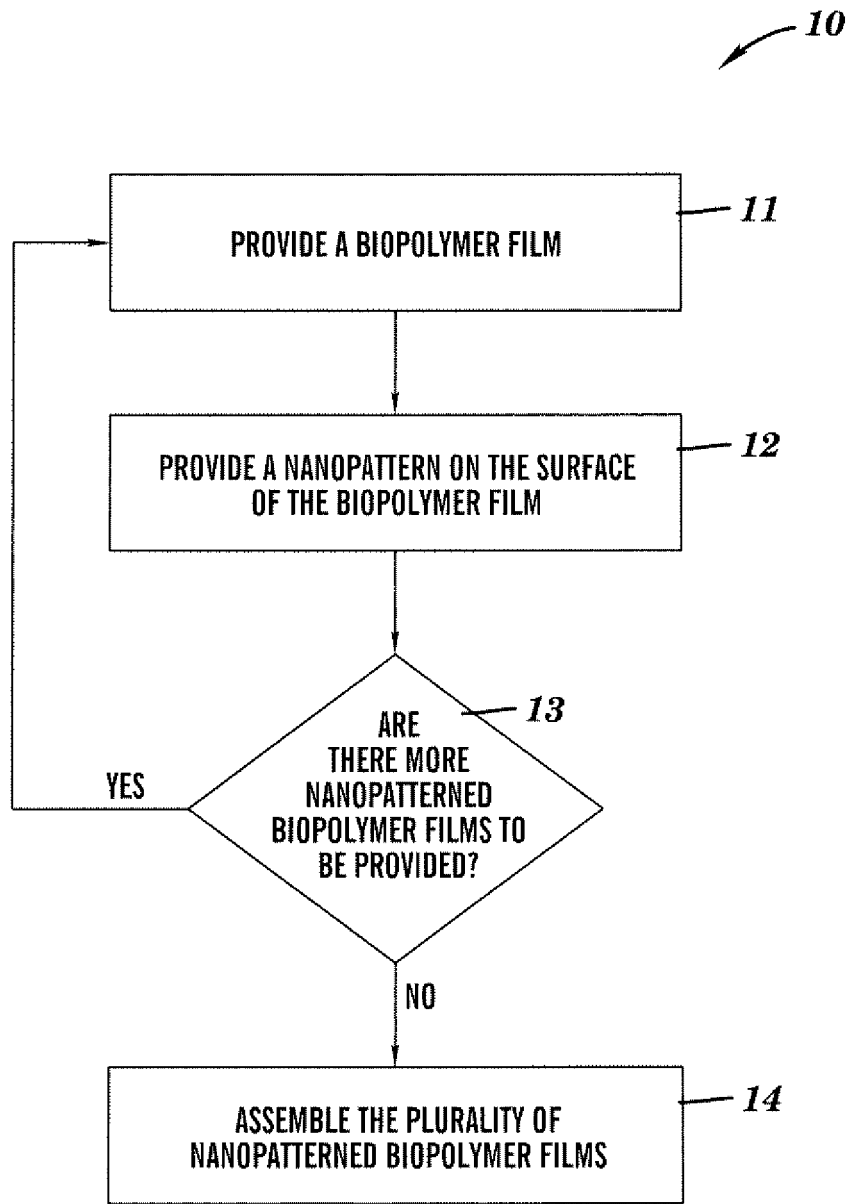 10
11
PROVIDE A BIOPOLYMER FILM
12
PROVIDE A NANOPATTERN ON THE SURFACE
OF THE BIOPOLYMER FILM
13
ARE
THERE MORE
NANOPATTERNED
BIOPOLYMER FILMS TO
BE PROVIDED?
YES
NO
14
ASSEMBLE THE PLURALITY OF
NANOPATTERNED BIOPOLYMER FILMS